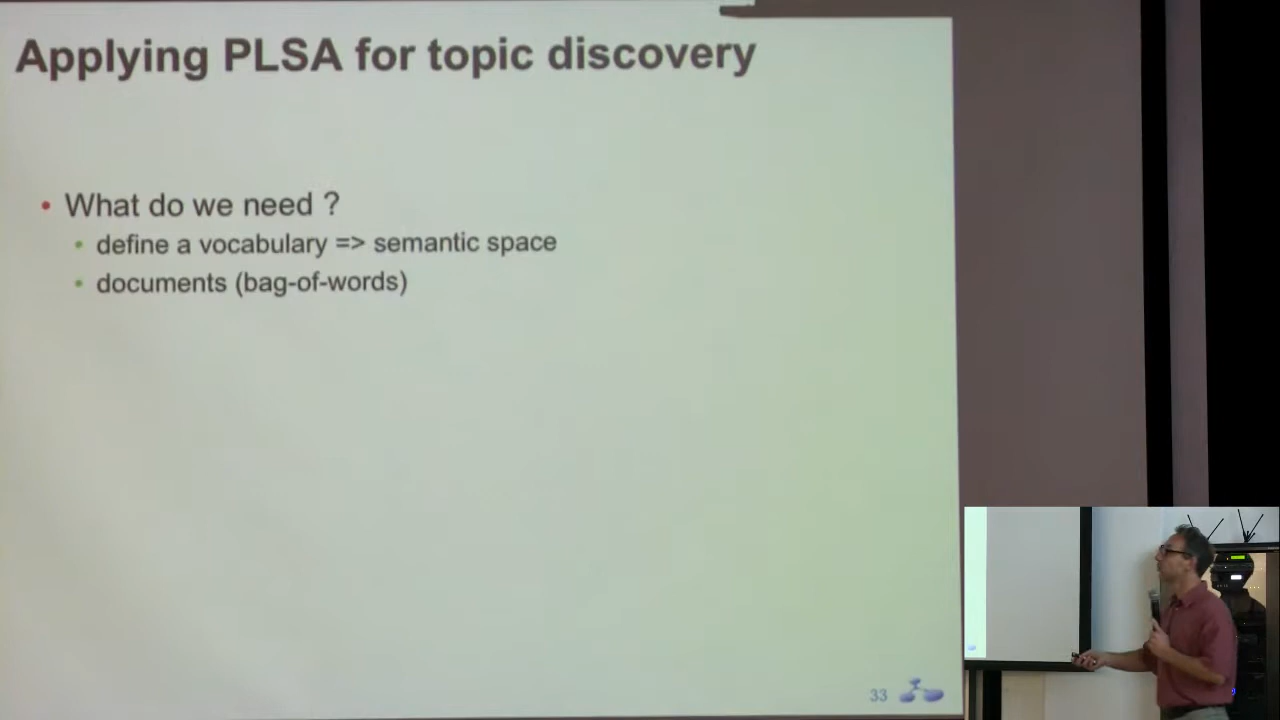 Applying PLSA for topic discovery
• What do we need ?
• define a vocabulary => semantic space
• documents (bag-of-words)
33